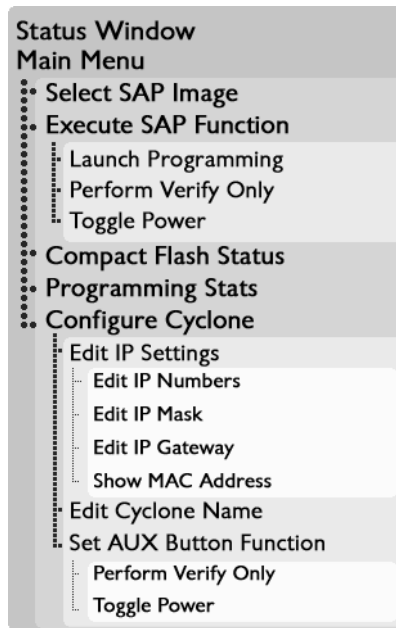 Status Window
Main Menu
Select SAP Image
Execute SAP Function
Launch Programming
Perform Verify Only
Toggle Power
Compact Flash Status
Programming Stats
Configure Cyclone
Edit IP Settings
Edit IP Numbers
Edit IP Mask
Edit IP Gateway
Show MAC Address
Edit Cyclone Name
Set AUX Button Function
Perform Verify Only
Toggle Power